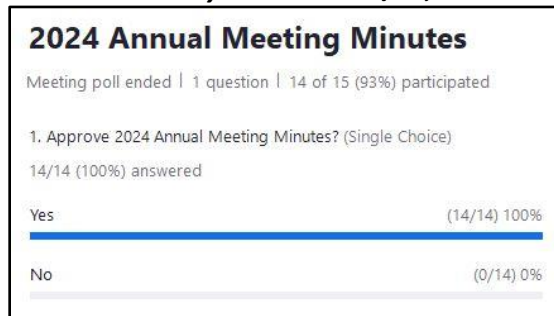 2024 Annual Meeting Minutes
Meeting poll ended | 1 question | 14 of 15 (93%) participated
1. Approve 2024 Annual Meeting Minutes? (Single Choice)
14/14 (100%) answered
Yes (14/14) 100%
No (0/14) 0%